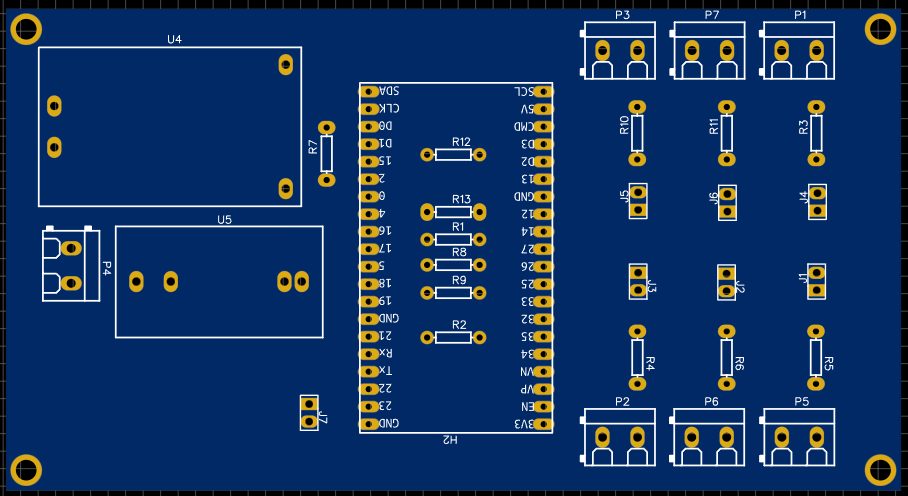 P3 P7 P1
U4
SDA SCL
CLK 5V
D0 CMD
D1 D3
15 D2
2 13
0 GND
4 12
16 14
17 27
5 26
18 25
19 33
GND 32
21 35
Rx 34
Tx VN
22 VP
23 EN
GND 3V3
H2
R7
R12
R13
R1
R8
R9
R2
R10 R11 R3
J5 J6 J4
U5
P4
J3 J2 J1
R4 R6 R5
J7
P2 P6 P5